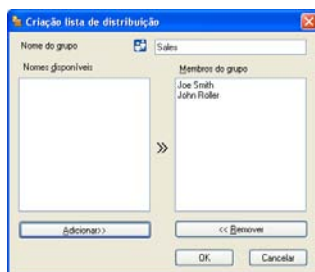 Criação lista de distribuição
Nome do grupo
Sales
Nomes disponíveis
Membros do grupo
Joe Smith
John Roller
»
Adicionar>>
<< Remover
OK
Cancelar